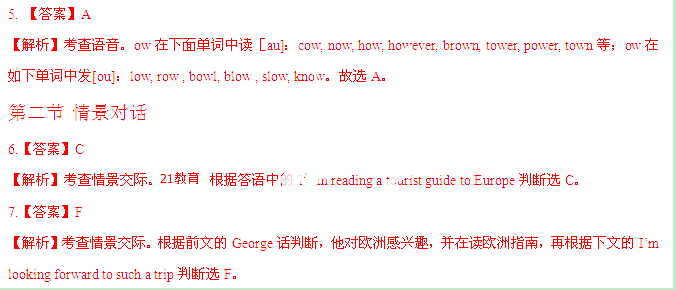 5. 【答案】A
【解析】考查语音。ow 在下面单词中读［au]：cow, now, how, however, brown, tower, power, town 等；ow 在
如下单词中发[ou]：low, row , bowl, blow , slow, know。故选 A。
第二节 情景对话
6.【答案】C
【解析】考查情景交际。21教育 根据答语中的 I' m reading a tourist guide to Europe 判断选 C。
7.【答案】F
【解析】考查情景交际。根据前文的 George 话判断，他对欧洲感兴趣，并在读欧洲指南，再根据下文的 I'm
looking forward to such a trip 判断选 F。